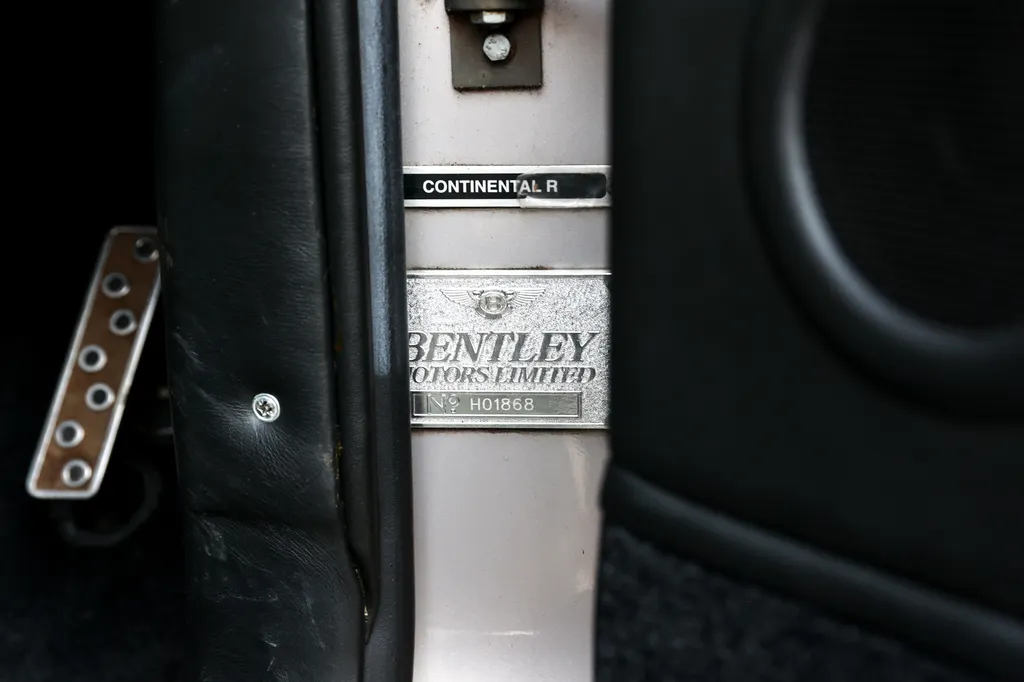 CONTINENTAL R
B
BENTLEY
MOTORS LIMITED
Nº H01868